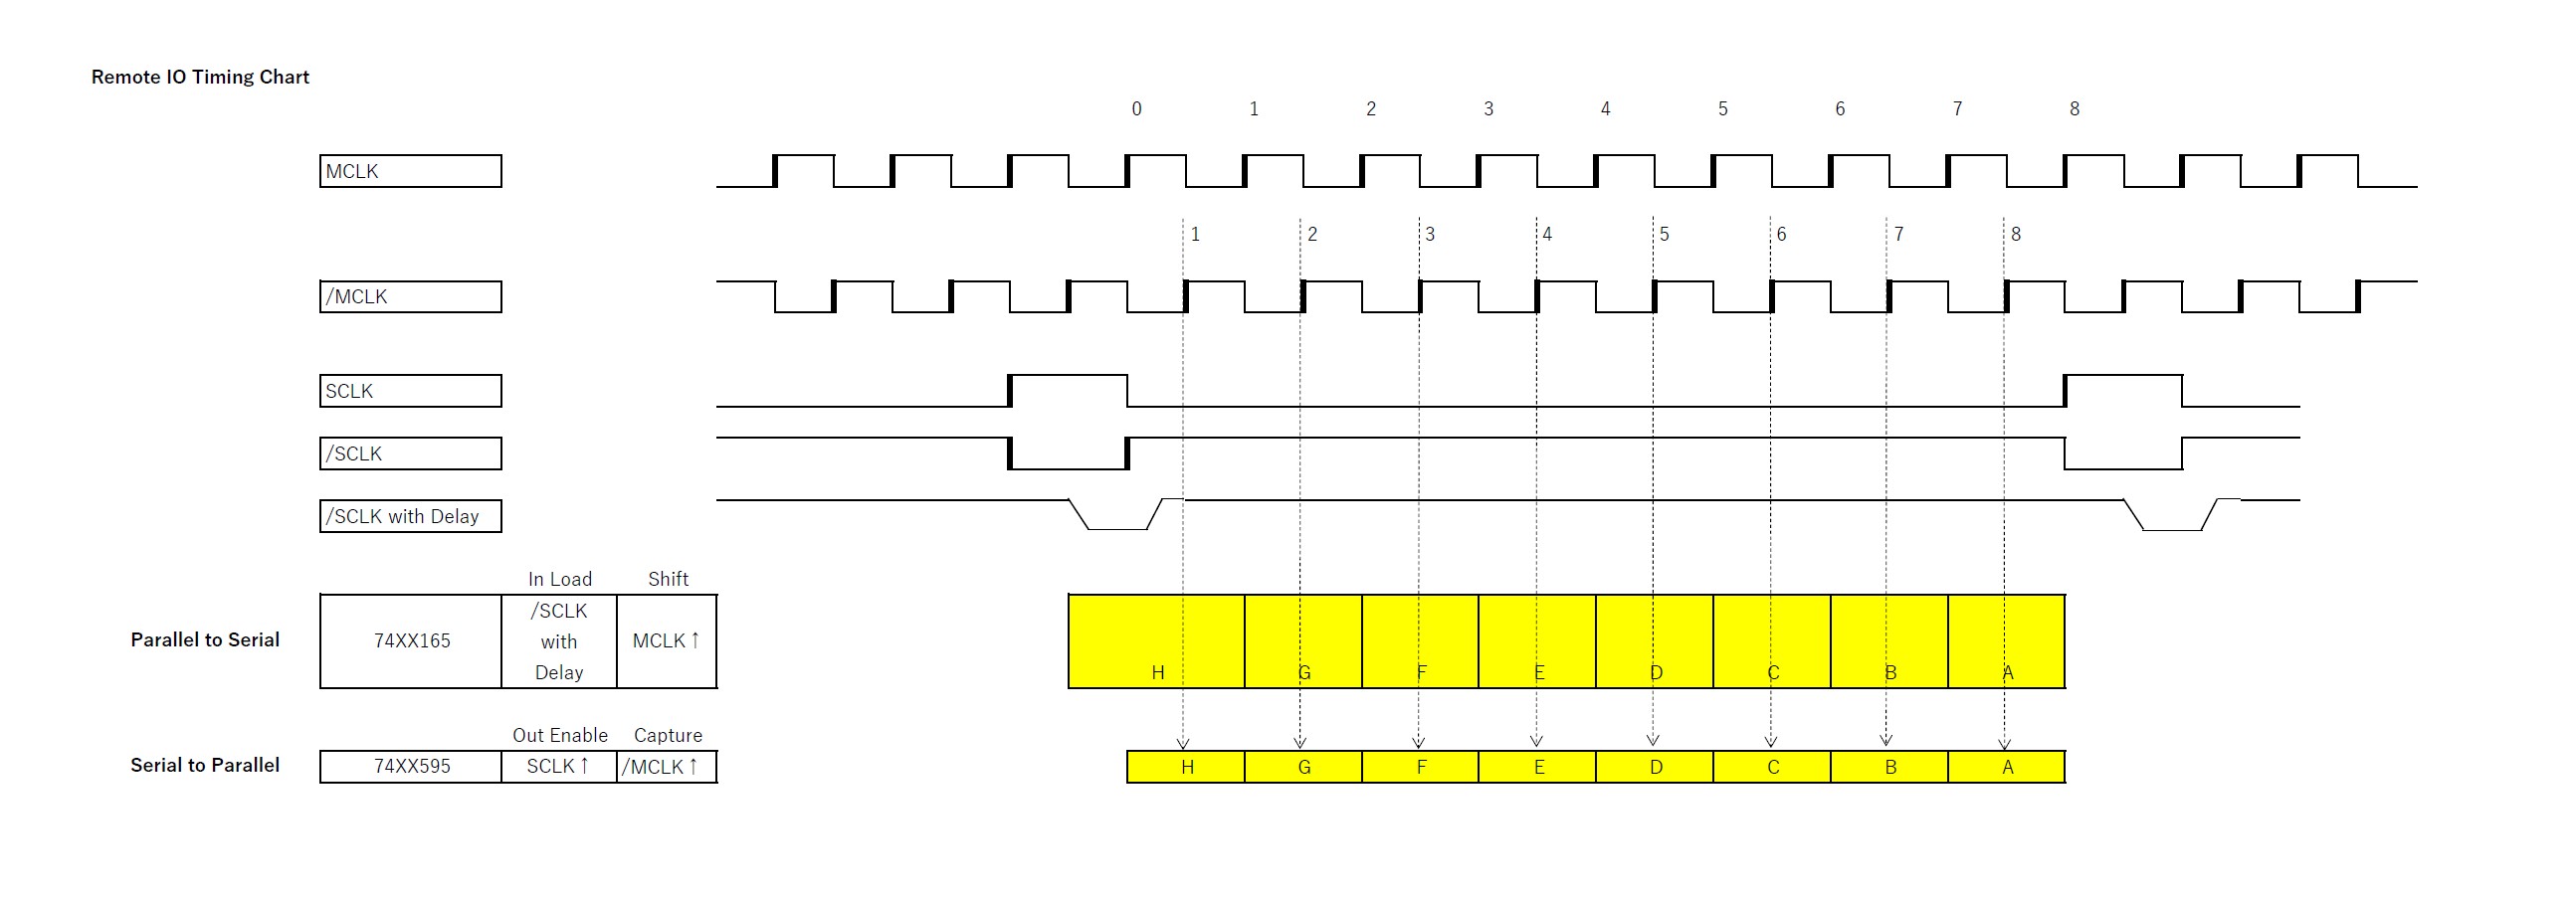 Remote IO Timing Chart
0 1 2 3 4 5 6 7 8
MCLK
1 2 3 4 5 6 7 8
/MCLK
SCLK
/SCLK
/SCLK with Delay
In Load Shift
Parallel to Serial 74XX165 /SCLK with Delay MCLK↑ H G F E D C B A
Out Enable Capture
Serial to Parallel 74XX595 SCLK↑ /MCLK↑ H G F E D C B A